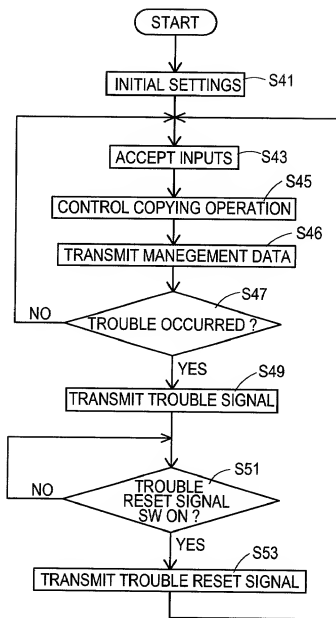 START
INITIAL SETTINGS
S41
ACCEPT INPUTS
S43
S45
CONTROL COPYING OPERATION
S46
TRANSMIT MANEGEMENT DATA
S47
NO
TROUBLE OCCURRED ?
YES
S49
TRANSMIT TROUBLE SIGNAL
S51
NO
TROUBLE
RESET SIGNAL
SW ON ?
YES
S53
TRANSMIT TROUBLE RESET SIGNAL